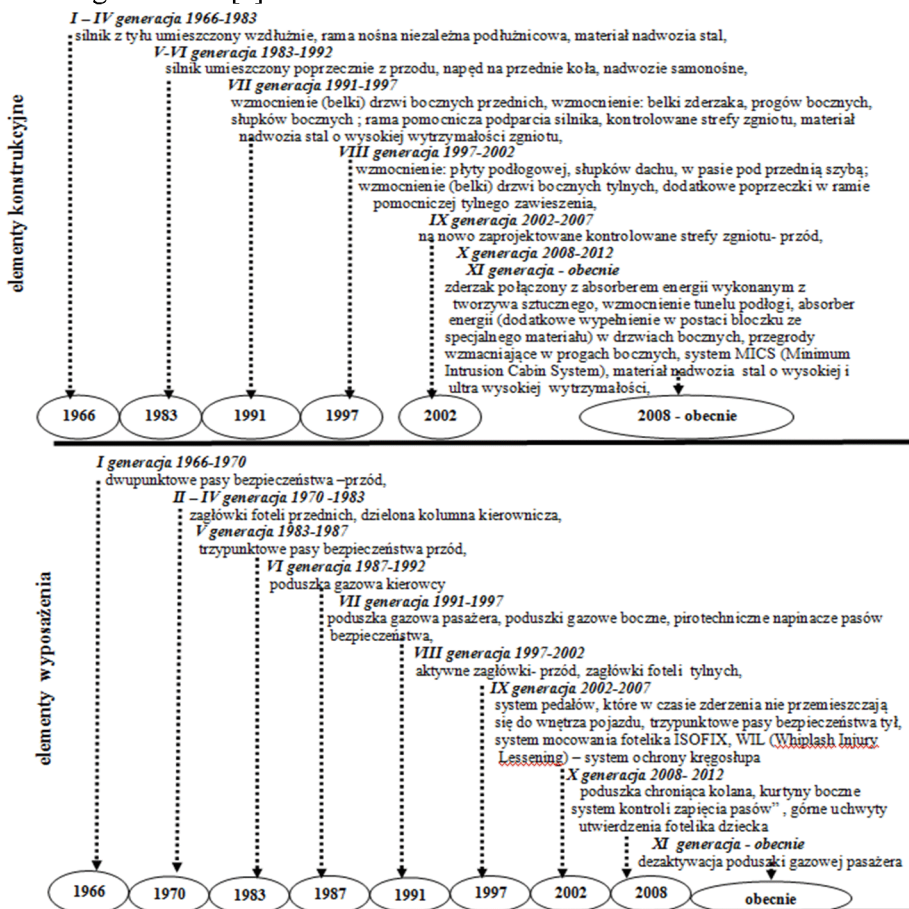 I – IV generacja 1966-1983
silnik z tyłu umieszczony wzdłużnie, rama nośna niezależna podłużnicowa, materiał nadwozia stal,
V-VI generacja 1983-1992
silnik umieszczony poprzecznie z przodu, napęd na przednie koła, nadwozie samonośne,
VII generacja 1991-1997
wzmocnienie (belki) drzwi bocznych przednich, wzmocnienie: belki zderzaka, progów bocznych,
słupków bocznych ; rama pomocnicza podparcia silnika, kontrolowane strefy zgniotu, materiał
nadwozia stal o wysokiej wytrzymałości zgniotu,
VIII generacja 1997-2002
wzmocnienie: płyty podłogowej, słupków dachu, w pasie pod przednią szybą;
wzmocnienie (belki) drzwi bocznych tylnych, dodatkowe poprzeczki w ramie
pomocniczej tylnego zawieszenia,
IX generacja 2002-2007
na nowo zaprojektowane kontrolowane strefy zgniotu- przód,
X generacja 2008-2012
XI generacja - obecnie
zderzak połączony z absorberem energii wykonanym z
tworzywa sztucznego, wzmocnienie tunelu podłogi, absorber
energii (dodatkowe wypełnienie w postaci bloczku ze
specjalnego materiału) w drzwiach bocznych, przegrody
wzmacniające w progach bocznych, system MICS (Minimum
Intrusion Cabin System), materiał nadwozia stal o wysokiej i
ultra wysokiej wytrzymałości,
elementy konstrukcyjne
1966 1983 1991 1997 2002 2008 - obecnie
I generacja 1966-1970
dwupunktowe pasy bezpieczeństwa –przód,
II – IV generacja 1970 -1983
zagłówki foteli przednich, dzielona kolumna kierownicza,
V generacja 1983-1987
trzypunktowe pasy bezpieczeństwa przód,
VI generacja 1987-1992
poduszka gazowa kierowcy
VII generacja 1991-1997
poduszka gazowa pasażera, poduszki gazowe boczne, pirotechniczne napinacze pasów
bezpieczeństwa,
VIII generacja 1997-2002
aktywne zagłówki- przód, zagłówki foteli tylnych,
IX generacja 2002-2007
system pedałów, które w czasie zderzenia nie przemieszczają
się do wnętrza pojazdu, trzypunktowe pasy bezpieczeństwa tył,
system mocowania fotelika ISOFIX, WIL (Whiplash Injury
Lessening) – system ochrony kręgosłupa
X generacja 2008- 2012
poduszka chroniąca kolana, kurtyny boczne
system kontroli zapięcia pasów” , górne uchwyty
utwierdzenia fotelika dziecka
XI generacja - obecnie
dezaktywacja poduszki gazowej pasażera
elementy wyposażenia
1966 1970 1983 1987 1991 1997 2002 2008 obecnie